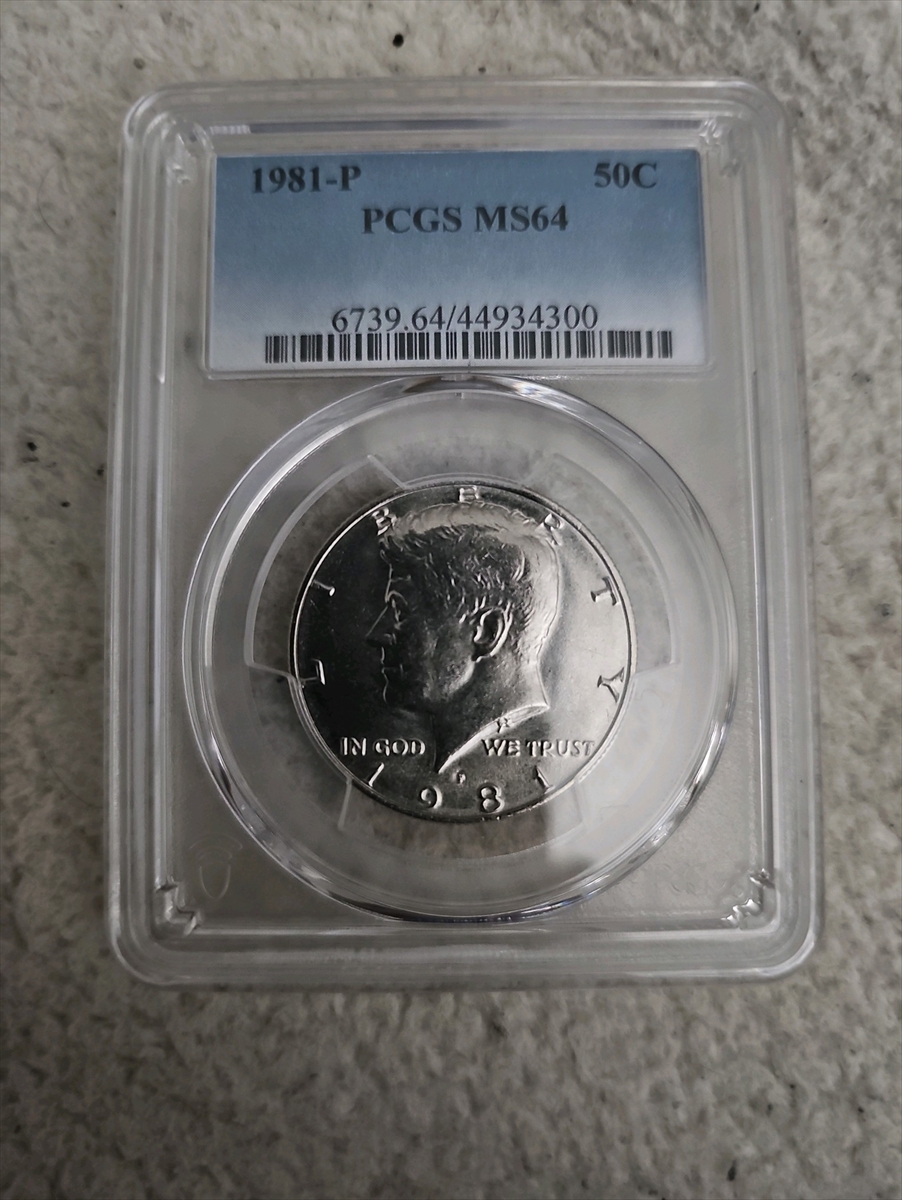 1981-P 50C
PCGS MS64
6739.64/44934300
LIBERTY
IN GOD WE TRUST
P
1981